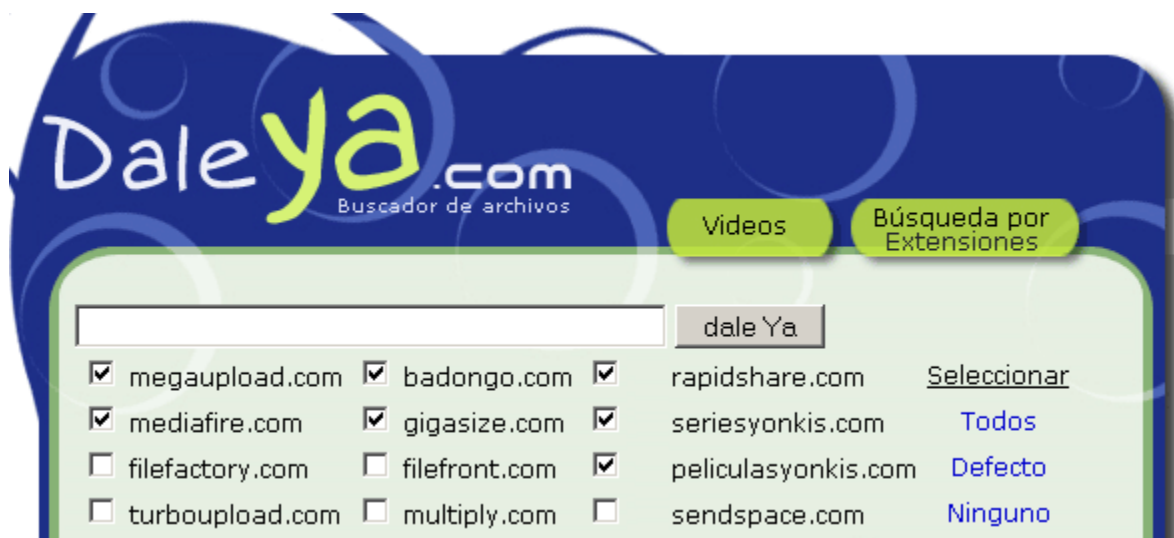 Daleya.com
Buscador de archivos
Videos
Búsqueda por
Extensiones
dale Ya
megaupload.com badongo.com rapidshare.com Seleccionar
mediafire.com gigasize.com seriesyonkis.com Todos
filefactory.com filefront.com peliculasyonkis.com Defecto
turboupload.com multiply.com sendspace.com Ninguno